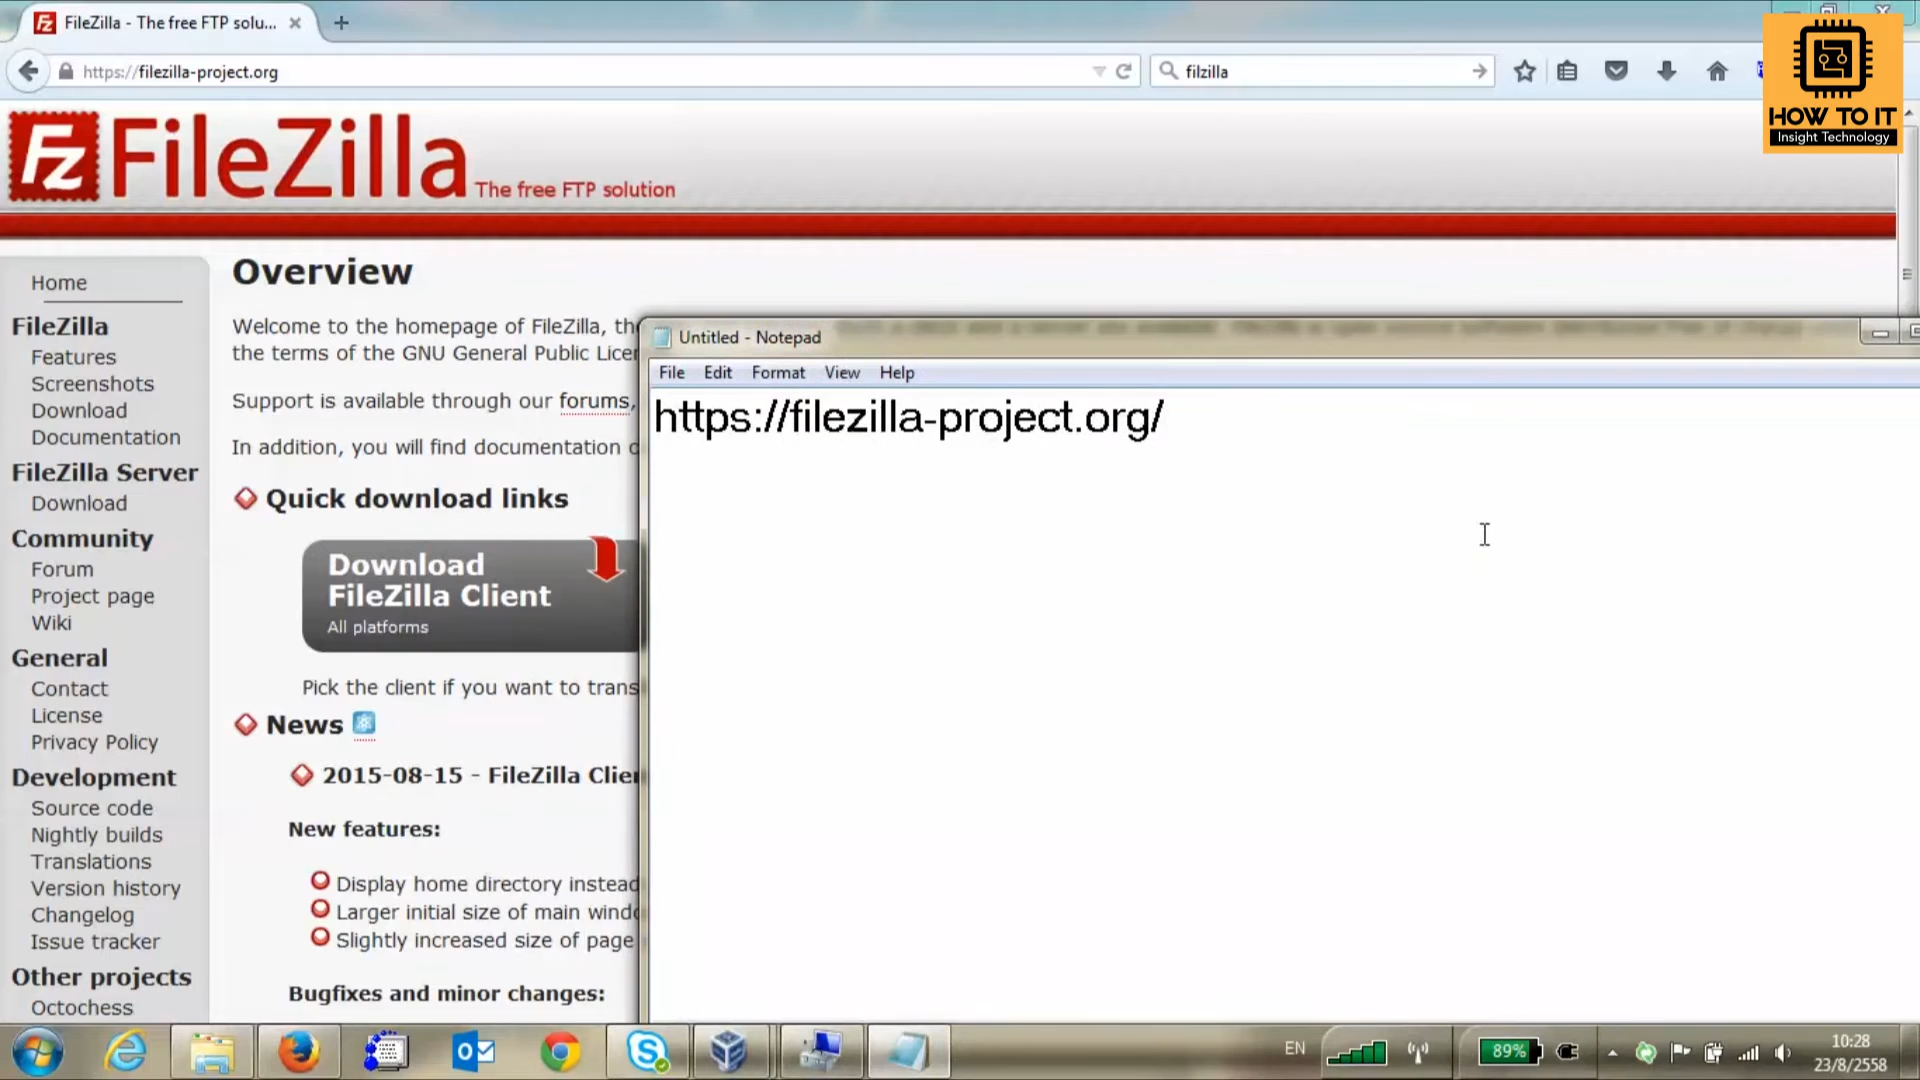 FileZilla - The free FTP solu...
https://filezilla-project.org
filzilla
HOW TO IT
Insight Technology
FileZilla The free FTP solution
Home
FileZilla
Features
Screenshots
Download
Documentation
FileZilla Server
Download
Community
Forum
Project page
Wiki
General
Contact
License
Privacy Policy
Development
Source code
Nightly builds
Translations
Version history
Changelog
Issue tracker
Other projects
Octochess
Overview
Welcome to the homepage of FileZilla, the
the terms of the GNU General Public
Support is available through our forums,
In addition, you will find documentation
Quick download links
Download
FileZilla Client
All platforms
Pick the client if you want to
News
2015-08-15 - FileZilla
New features:
Display home directory instead
Larger initial size of main
Slightly increased size of page
Bugfixes and minor changes:
Untitled - Notepad
File Edit Format View Help
https://filezilla-project.org/
EN
89%
10:28
23/8/2558